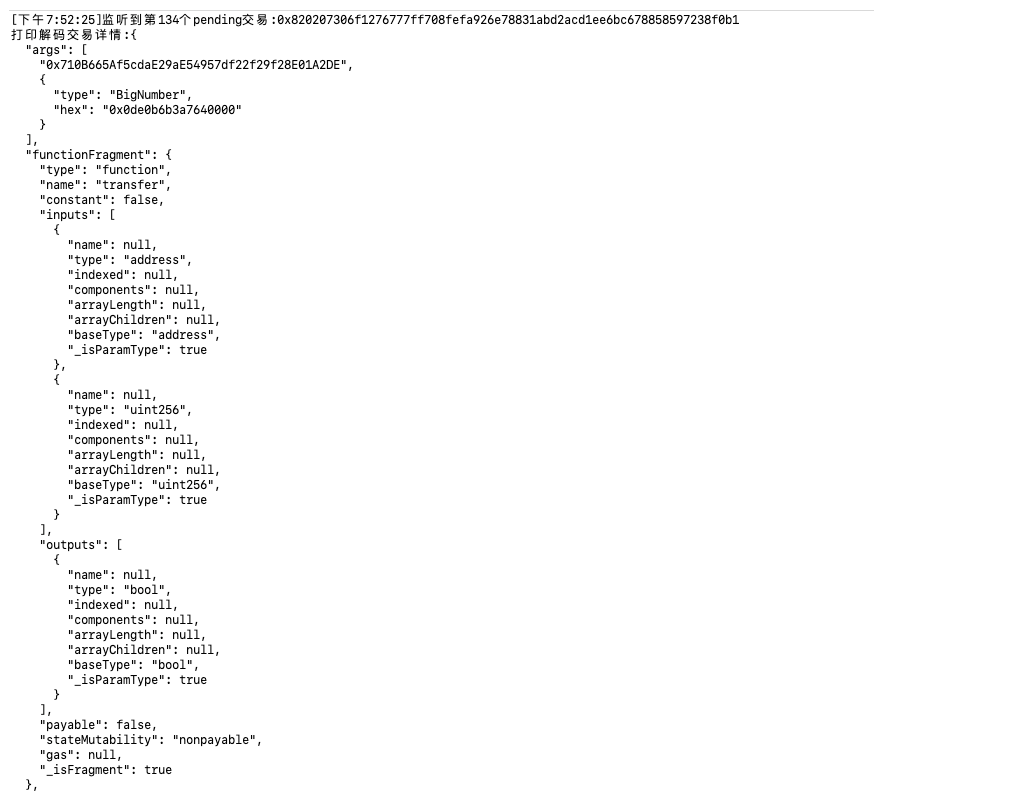 [下午7:52:25]监听到第134个pending交易:0x820207306f1276777ff708fefa926e78831abd2acd1ee6bc678858597238f0b1
打印解码交易详情:{
  "args": [
    "0x710B665Af5cdaE29aE54957df22f29f28E01A2DE",
    {
      "type": "BigNumber",
      "hex": "0x0de0b6b3a7640000"
    }
  ],
  "functionFragment": {
    "type": "function",
    "name": "transfer",
    "constant": false,
    "inputs": [
      {
        "name": null,
        "type": "address",
        "indexed": null,
        "components": null,
        "arrayLength": null,
        "arrayChildren": null,
        "baseType": "address",
        "_isParamType": true
      },
      {
        "name": null,
        "type": "uint256",
        "indexed": null,
        "components": null,
        "arrayLength": null,
        "arrayChildren": null,
        "baseType": "uint256",
        "_isParamType": true
      }
    ],
    "outputs": [
      {
        "name": null,
        "type": "bool",
        "indexed": null,
        "components": null,
        "arrayLength": null,
        "arrayChildren": null,
        "baseType": "bool",
        "_isParamType": true
      }
    ],
    "payable": false,
    "stateMutability": "nonpayable",
    "gas": null,
    "_isFragment": true
  },